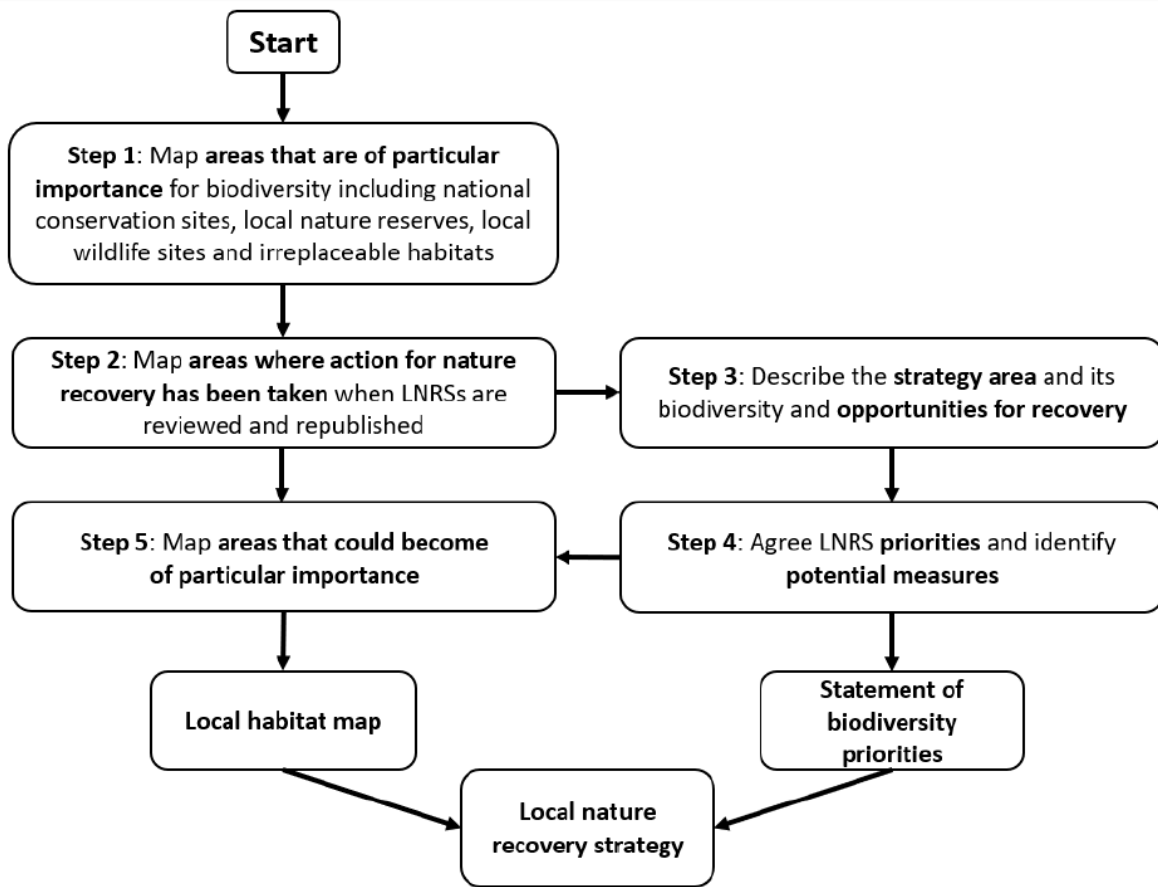 Start
Step 1: Map areas that are of particular
importance for biodiversity including national
conservation sites, local nature reserves, local
wildlife sites and irreplaceable habitats
Step 2: Map areas where action for nature
recovery has been taken when LNRSs are
reviewed and republished
Step 3: Describe the strategy area and its
biodiversity and opportunities for recovery
Step 5: Map areas that could become
of particular importance
Step 4: Agree LNRS priorities and identify
potential measures
Local habitat map
Statement of
biodiversity
priorities
Local nature
recovery strategy